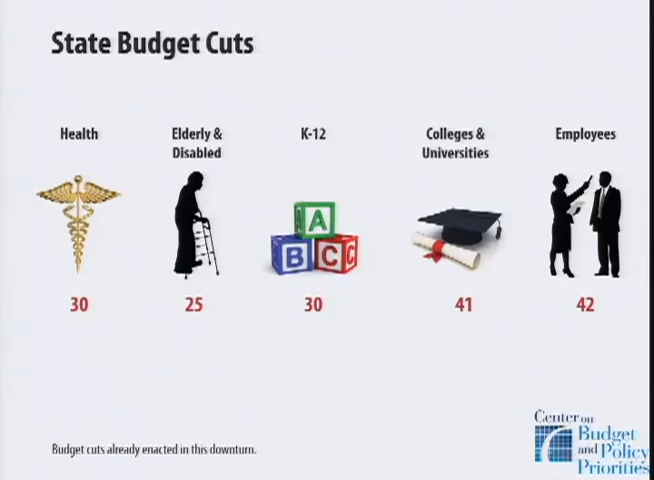 State Budget Cuts
Health
Elderly &
Disabled
K-12
Colleges &
Universities
Employees
A
B
C
C
30
25
30
41
42
Budget cuts already enacted in this downturn.
Center on
Budget
and Policy
Priorities